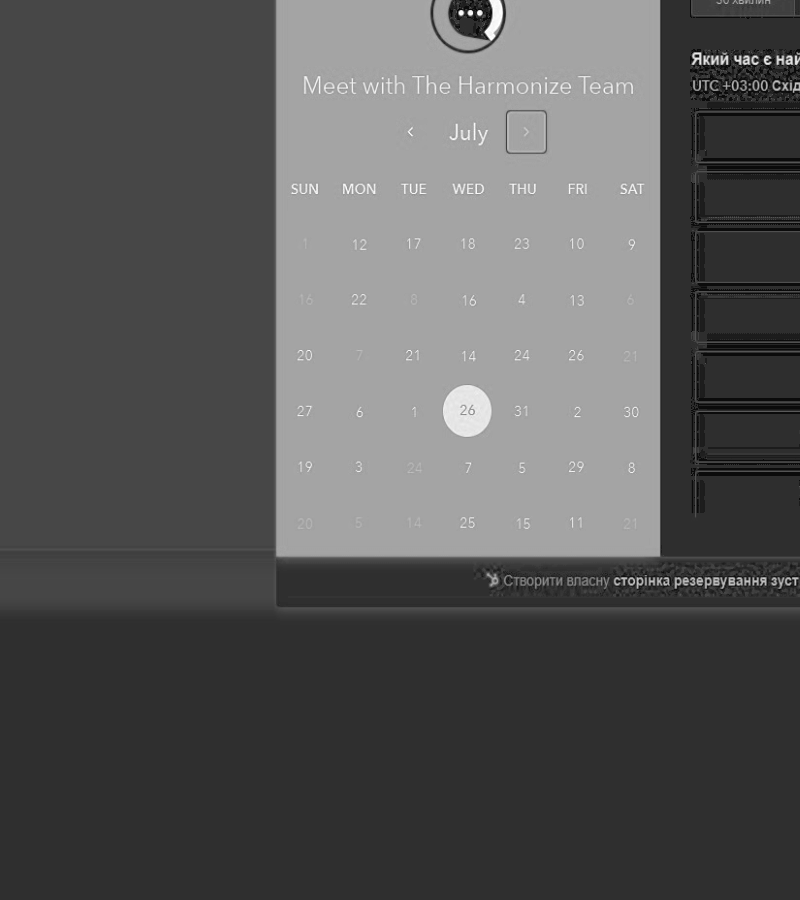 30 хвилин
Meet with The Harmonize Team
Який час є най
UTC +03:00 Схід
‹ July ›
SUN MON TUE WED THU FRI SAT
1 12 17 18 23 10 9
16 22 8 16 4 13 6
20 7 21 14 24 26 21
27 6 1 26 31 2 30
19 3 24 7 5 29 8
20 5 14 25 15 11 21
Створити власну сторінка резервування зуст